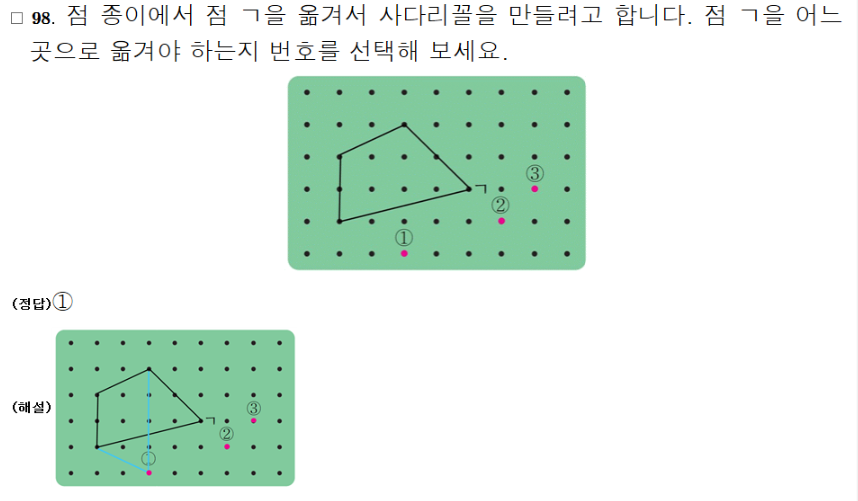 □ 98. 점 종이에서 점 ㄱ을 옮겨서 사다리꼴을 만들려고 합니다. 점 ㄱ을 어느
곳으로 옮겨야 하는지 번호를 선택해 보세요.
③
ㄱ
②
①
(정답)①
(해설)
③
ㄱ
②
①